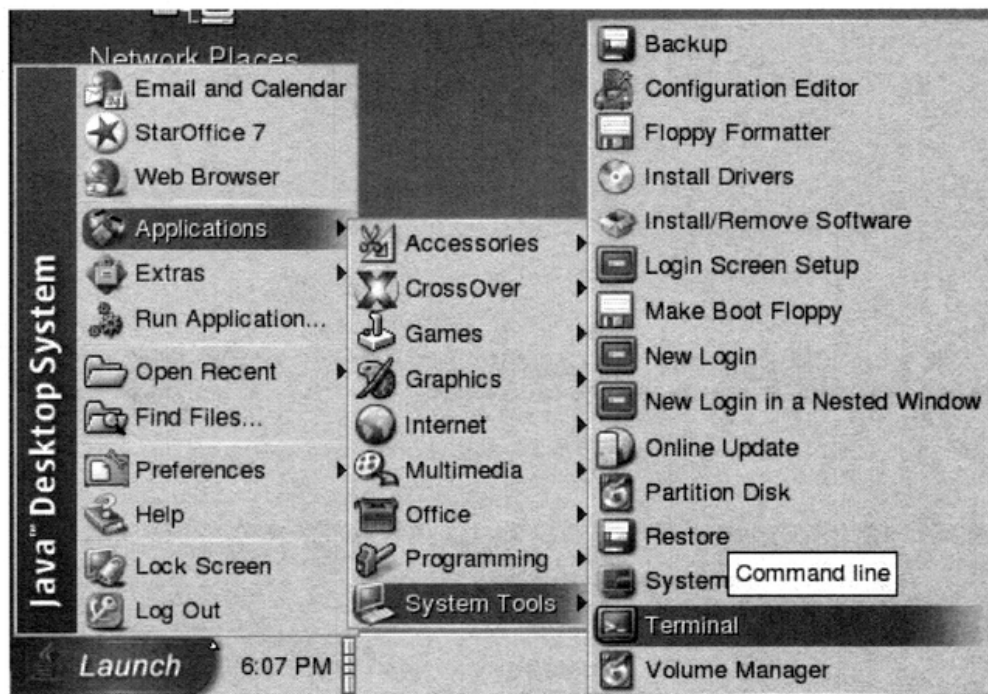 Network Places
Java™ Desktop System
Email and Calendar
StarOffice 7
Web Browser
Applications
Extras
Run Application...
Open Recent
Find Files...
Preferences
Help
Lock Screen
Log Out
Accessories
CrossOver
Games
Graphics
Internet
Multimedia
Office
Programming
System Tools
Backup
Configuration Editor
Floppy Formatter
Install Drivers
Install/Remove Software
Login Screen Setup
Make Boot Floppy
New Login
New Login in a Nested Window
Online Update
Partition Disk
Restore
System
Command line
Terminal
Volume Manager
Launch
6:07 PM